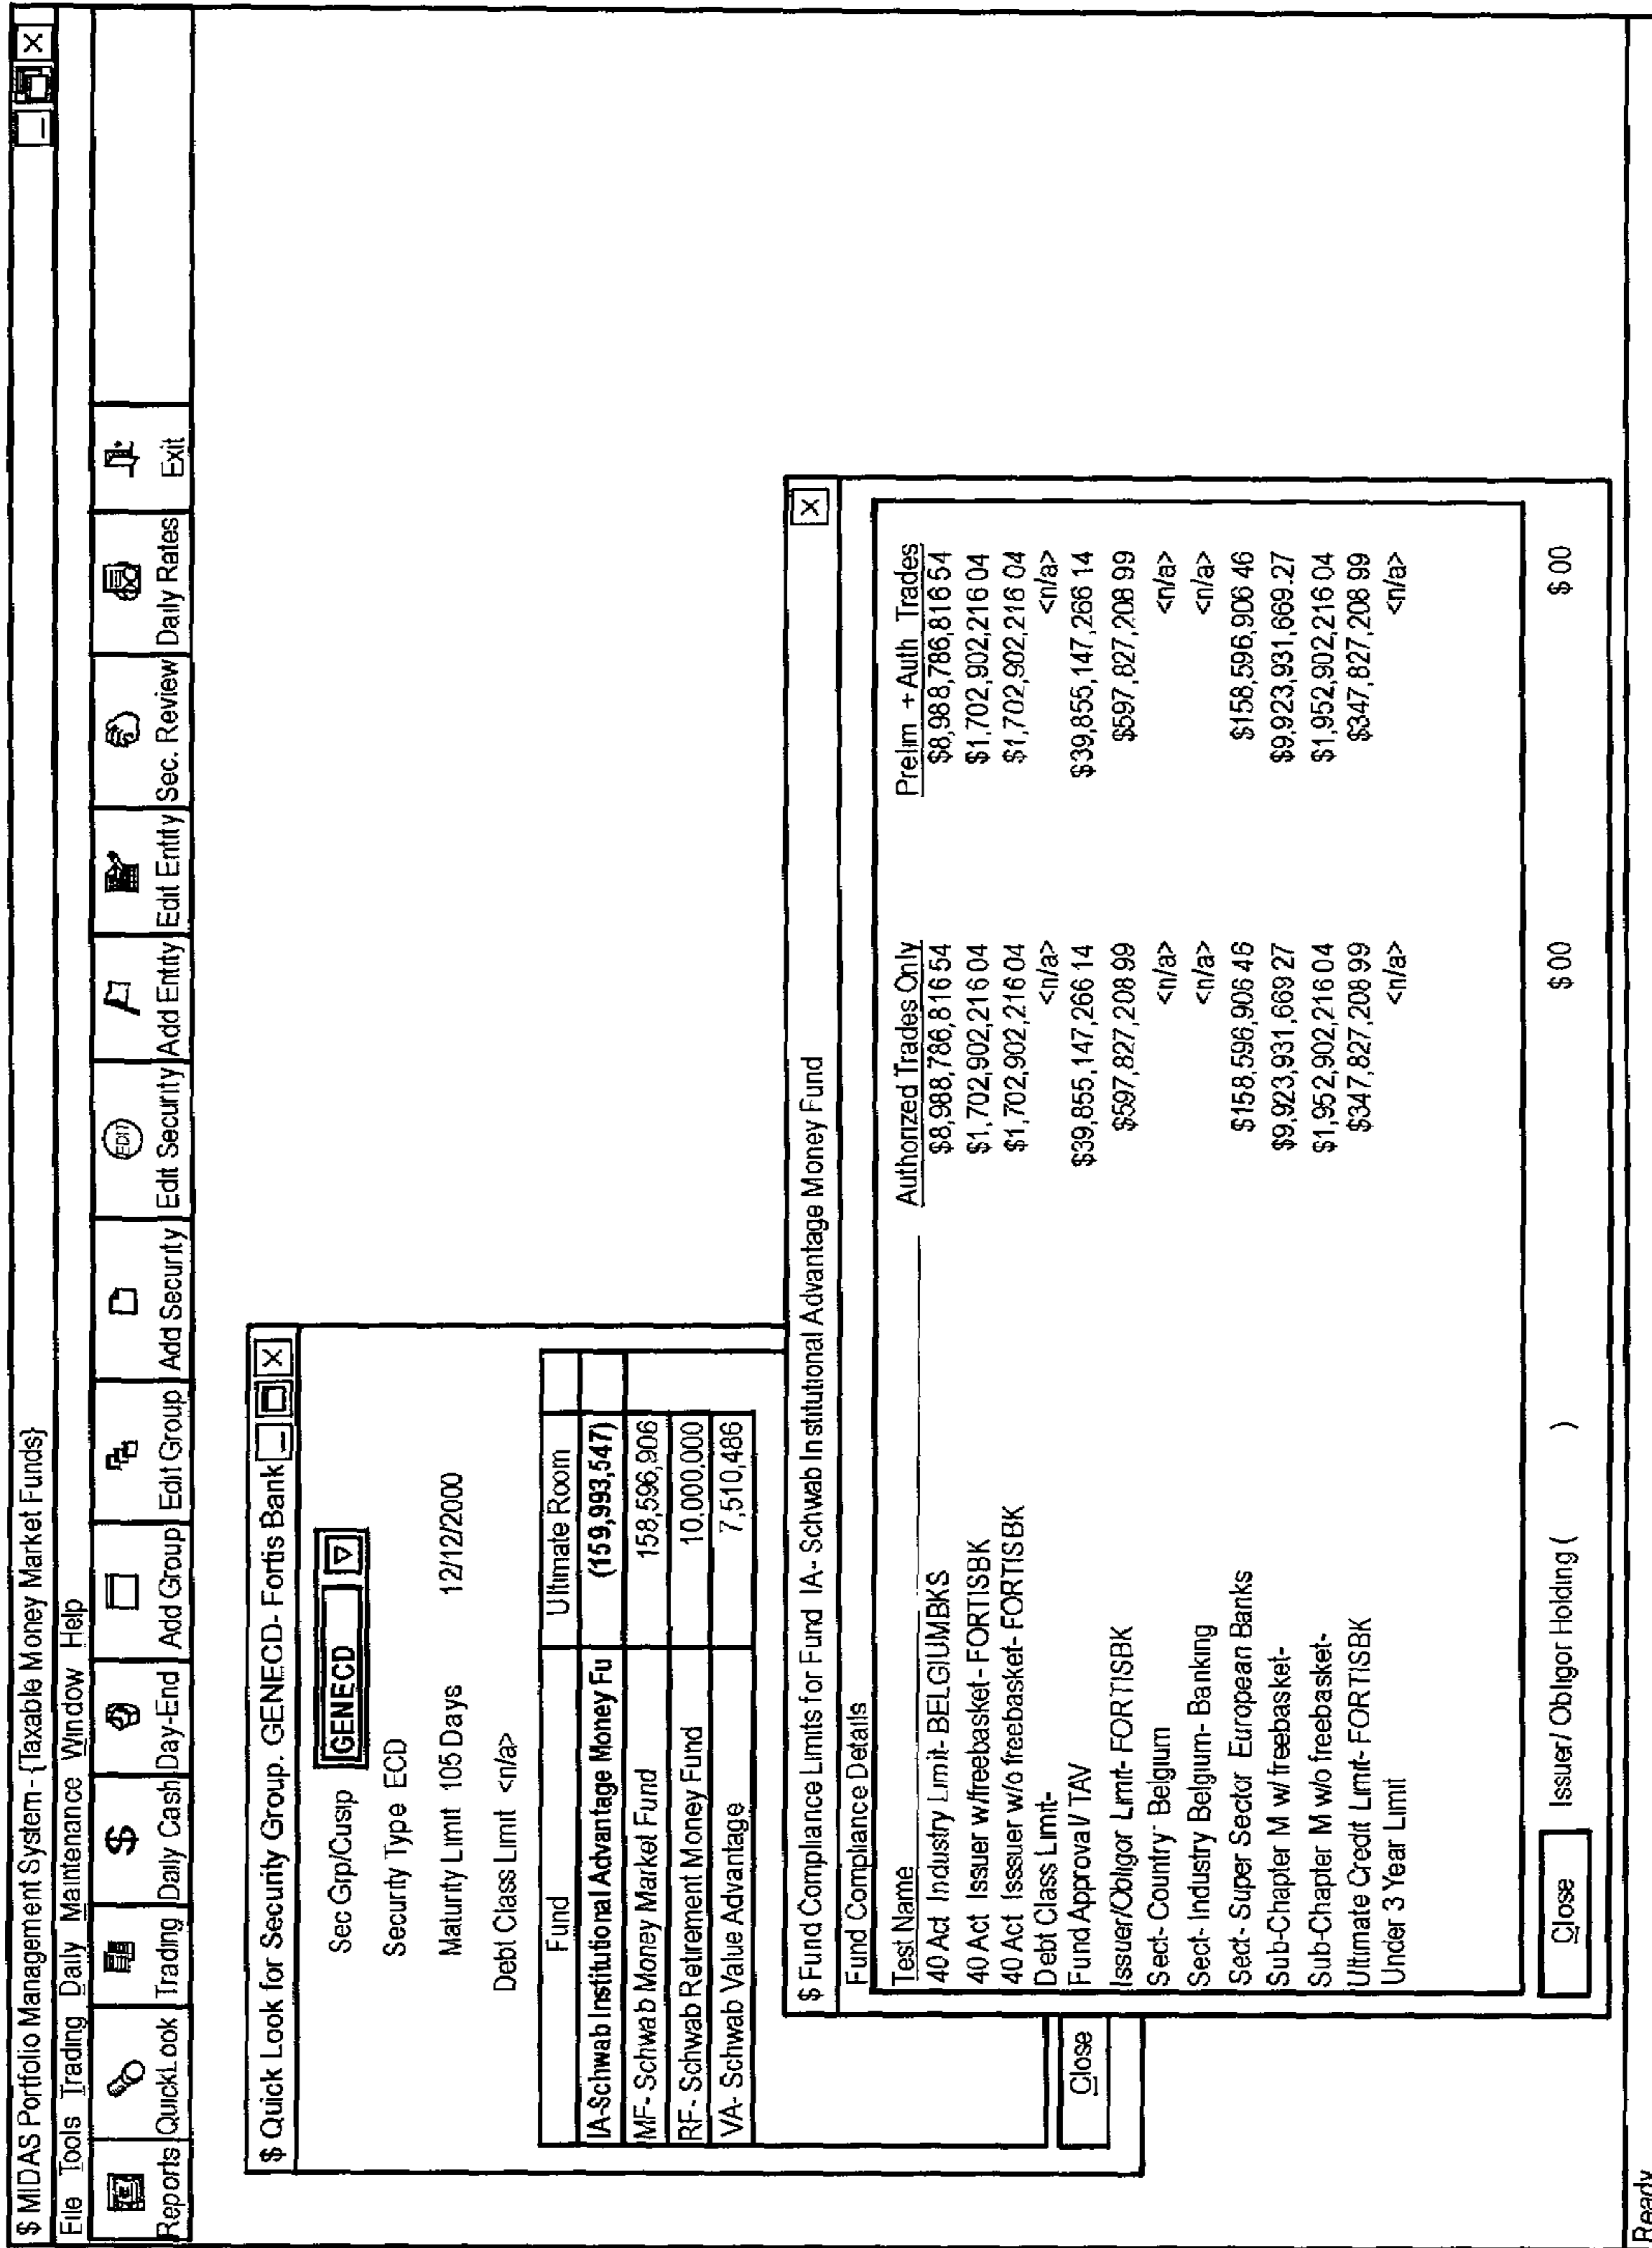 $ MIDAS Portfolio Management System - {Taxable Money Market Funds}
File Tools Trading Daily Maintenance Window Help
Reports QuickLook Trading Daily Cash Day-End Add Group Edit Group Add Security Edit Security Add Entity Edit Entity Sec. Review Daily Rates Exit
$ Quick Look for Security Group. GENECD- Fortis Bank
Sec Grp/Cusip GENECD
Security Type ECD
Maturity Limit 105 Days 12/12/2000
Debt Class Limit <n/a>
Fund Ultimate Room
IA-Schwab Institutional Advantage Money Fu (159,993,547)
MF- Schwab Money Market Fund 158,596,906
RF- Schwab Retirement Money Fund 10,000,000
VA- Schwab Value Advantage 7,510,486
Close
$ Fund Compliance Limits for Fund IA- Schwab Institutional Advantage Money Fund
Fund Compliance Details
Test Name Authorized Trades Only Prelim + Auth Trades
40 Act Industry Limit- BELGIUMBKS $8,988,786,816 54 $8,988,786,816 54
40 Act Issuer w/freebasket- FORTISBK $1,702,902,216 04 $1,702,902,216 04
40 Act Isssuer w/o freebasket- FORTISBK $1,702,902,216 04 $1,702,902,216 04
Debt Class Limit- <n/a> <n/a>
Fund Approval/ TAV $39,855,147,266 14 $39,855,147,266 14
Issuer/Obligor Limit- FORTISBK $597,827,208 99 $597,827,208 99
Sect- Country- Belgium <n/a> <n/a>
Sect- Industry Belgium- Banking <n/a> <n/a>
Sect- Super Sector European Banks $158,596,906 46 $158,596,906 46
Sub-Chapter M w/ freebasket- $9,923,931,669 27 $9,923,931,669.27
Sub-Chapter M w/o freebasket- $1,952,902,216 04 $1,952,902,216 04
Ultimate Credit Limit- FORTISBK $347,827,208 99 $347,827,208 99
Under 3 Year Limit <n/a> <n/a>
Close Issuer/ Obligor Holding ( ) $ 00 $ 00
Ready